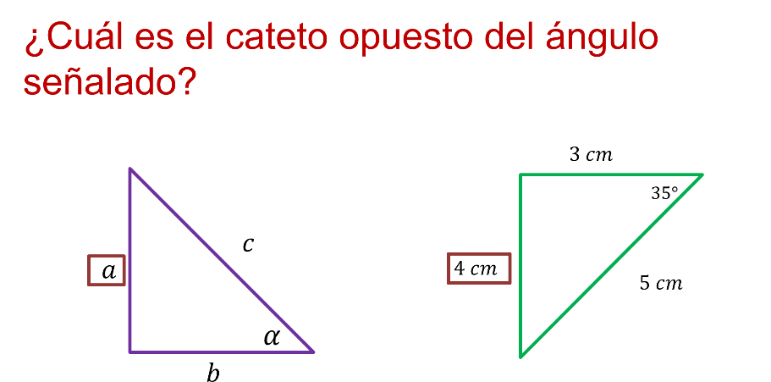 ¿Cuál es el cateto opuesto del ángulo
señalado?
3 cm
35°
c
a
4 cm
5 cm
α
b